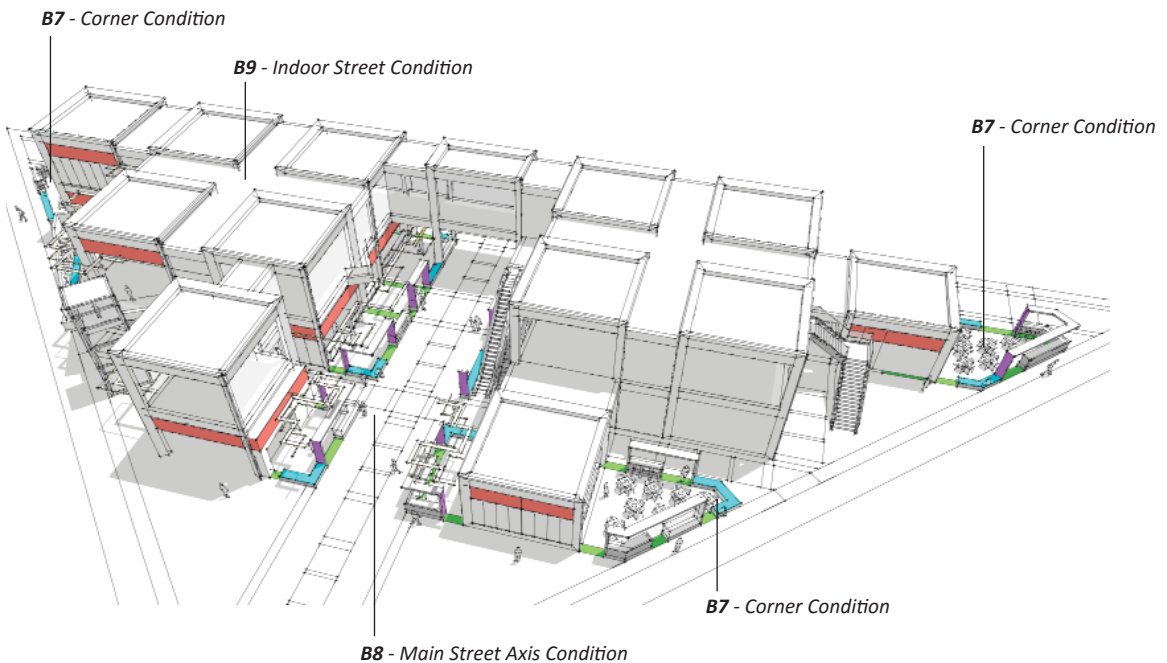 B7 - Corner Condition
B9 - Indoor Street Condition
B7 - Corner Condition
B7 - Corner Condition
B8 - Main Street Axis Condition